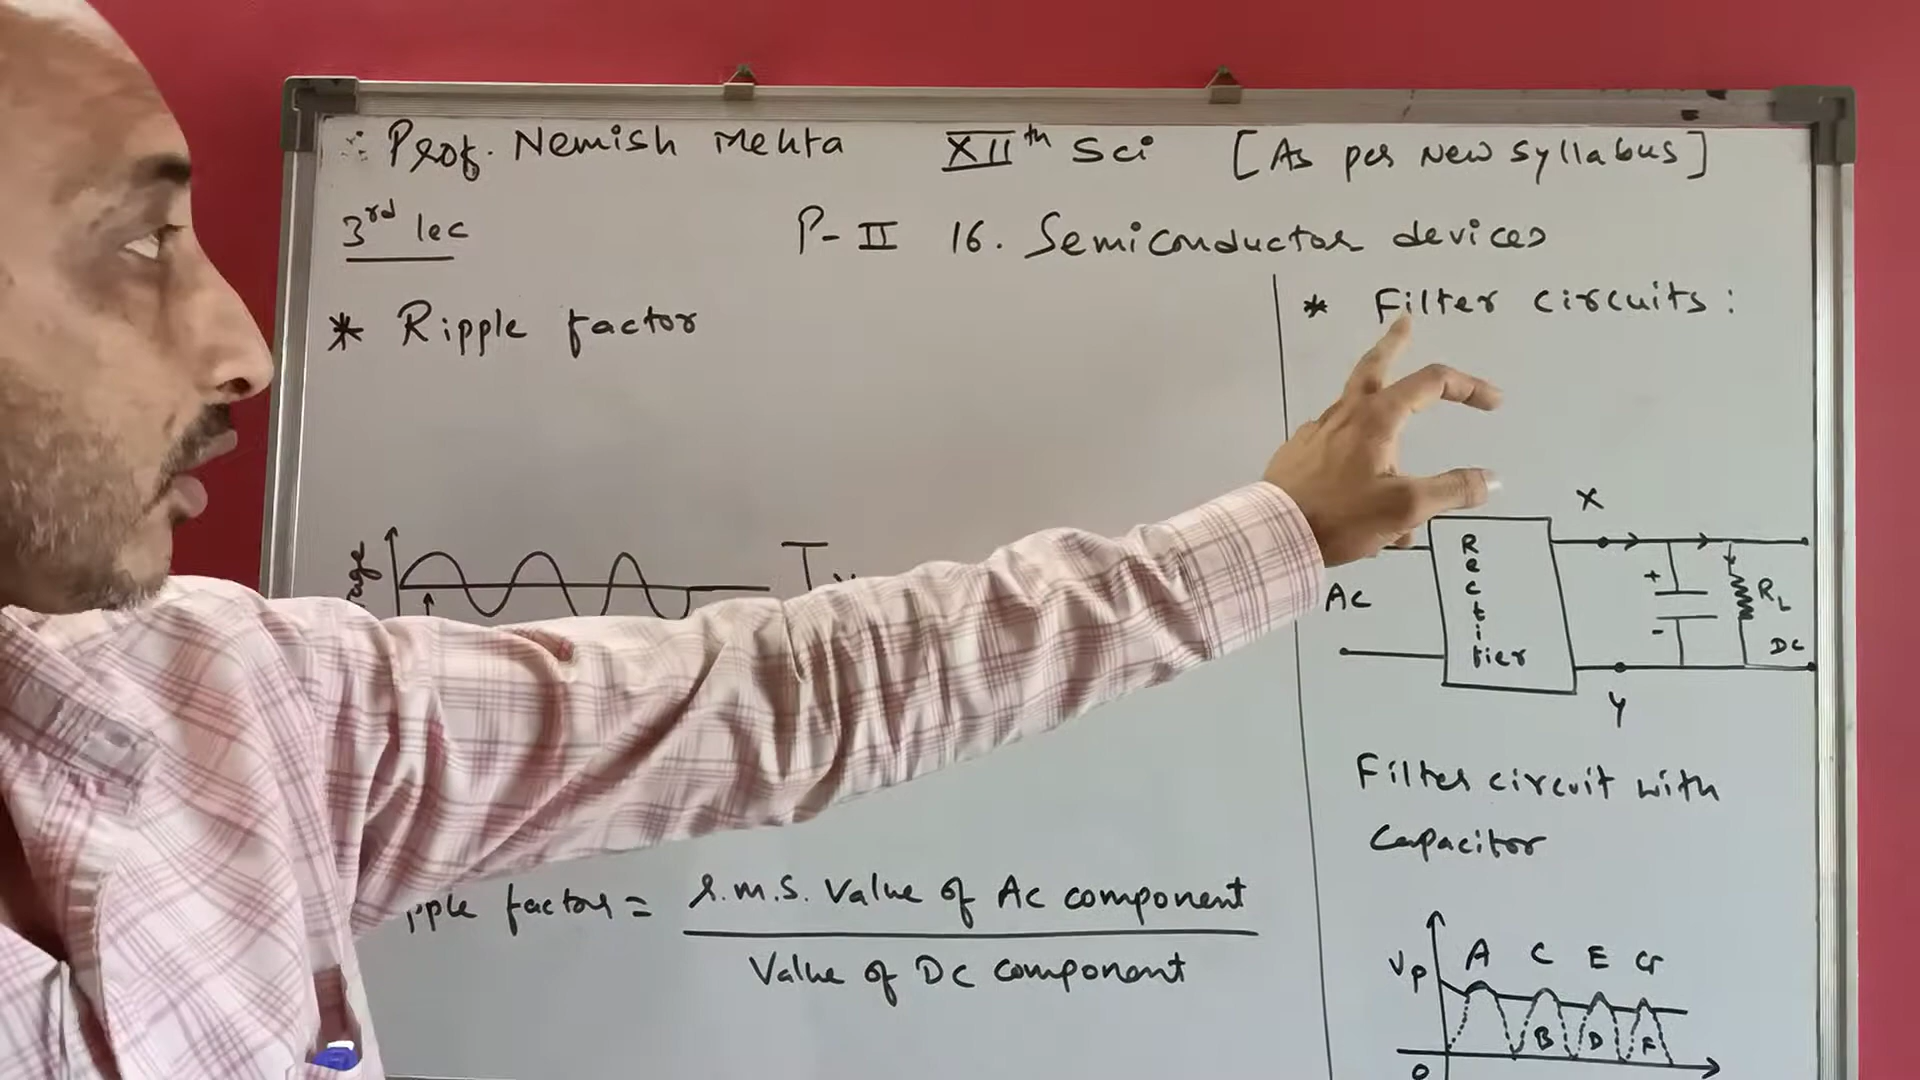 Prof. Nemish Mehta XIIth Sci [As per New Syllabus]
3rd lec
P-II 16. Semiconductor devices
* Ripple factor
* Filter circuits:
X
Rectifier
AC
+
-
RL
DC
Y
Filter circuit with
Capacitor
factor = r.m.s. Value of AC component
Value of DC component
Vp A C E G
B D F
0